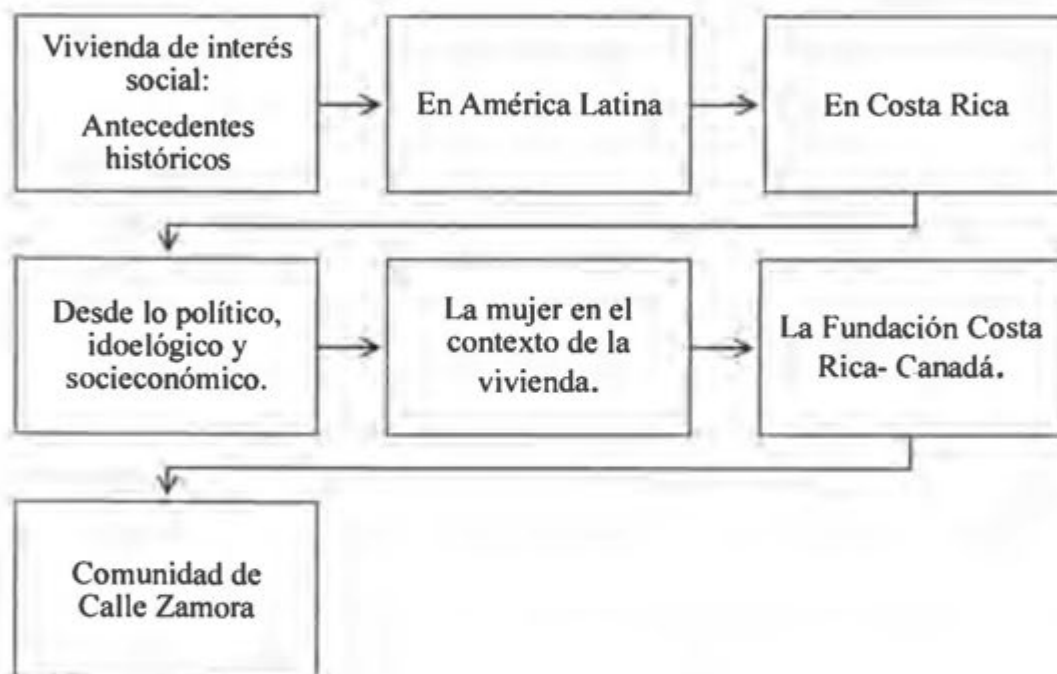 Vivienda de interés
social:
Antecedentes
históricos
En América Latina
En Costa Rica
Desde lo político,
idoelógico y
socieconómico.
La mujer en el
contexto de la
vivienda.
La Fundación Costa
Rica- Canadá.
Comunidad de
Calle Zamora